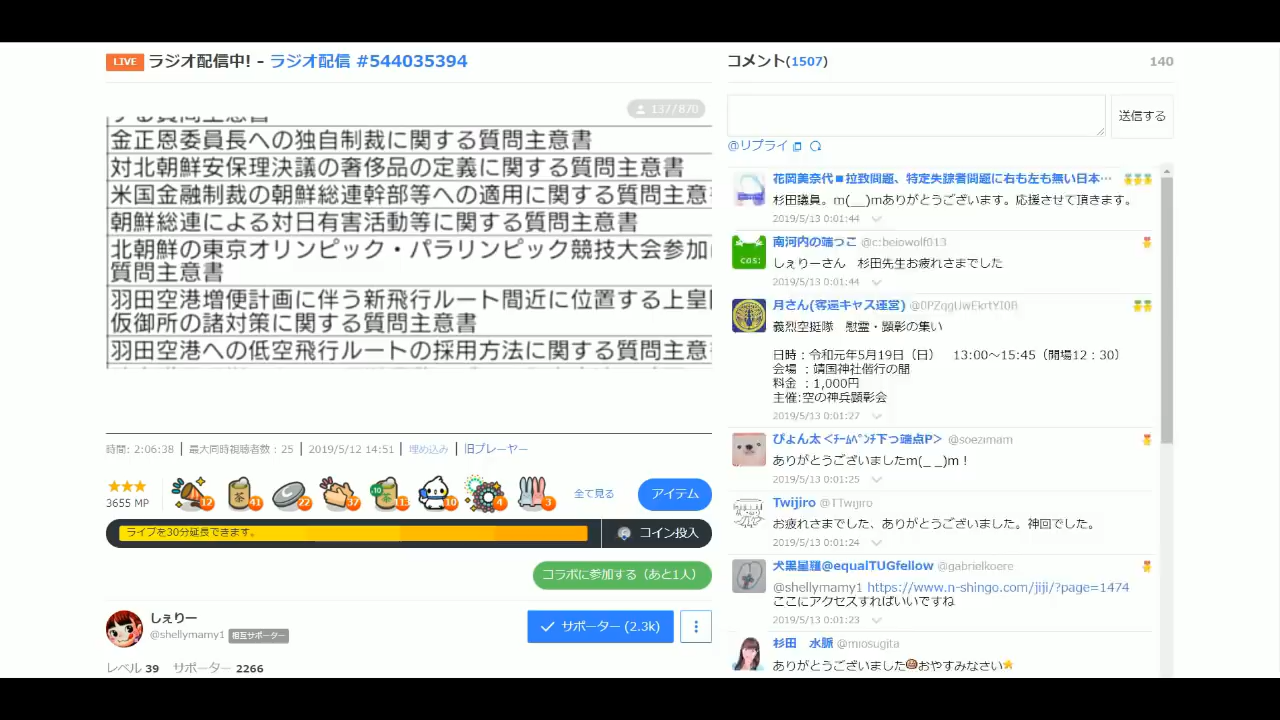 LIVE ラジオ配信中! - ラジオ配信 #544035394
137/870
金正恩委員長への独自制裁に関する質問主意書
対北朝鮮安保理決議の奢侈品の定義に関する質問主意書
米国金融制裁の朝鮮総連幹部等への適用に関する質問主意
朝鮮総連による対日有害活動等に関する質問主意書
北朝鮮の東京オリンピック・パラリンピック競技大会参加
質問主意書
羽田空港増便計画に伴う新飛行ルート間近に位置する上皇
仮御所の諸対策に関する質問主意書
羽田空港への低空飛行ルートの採用方法に関する質問主意
時間: 2:06:38 | 最大同時視聴者数 : 25 | 2019/5/12 14:51 | 埋め込み | 旧プレーヤー
3655 MP
12
41
22
37
10
4
3
全て見る
アイテム
ライブを30分延長できます。
コイン投入
コラボに参加する（あと1人）
しぇりー
@shellymamy1 相互サポーター
サポーター (2.3k)
レベル 39 サポーター 2266
コメント(1507)
140
送信する
@リプライ
花岡美奈代■拉致問題、特定失踪者問題に右も左も無い日本…
杉田議員。m(__)mありがとうございます。応援させて頂きます。
2019/5/13 0:01:44
南河内の端っこ @c:beiowolf013
しぇりーさん　杉田先生お疲れさまでした
2019/5/13 0:01:44
月さん(零還キャス運営)
義烈空挺隊　慰霊・顕彰の集い
日時：令和元年5月19日（日）　13:00～15:45（開場12：30）
会場 ：靖国神社偕行の間
料金 ：1,000円
主催:空の神兵顕彰会
2019/5/13 0:01:27
ぴょん太<ﾁｰﾑﾍﾟﾝﾁ下っ端点P> @soezimam
ありがとうございましたm(_ _)m！
2019/5/13 0:01:25
Twijiro @TTwijiro
お疲れさまでした、ありがとうございました。神回でした。
2019/5/13 0:01:24
犬黒星羅@equalTUGfellow @gabrielkoere
@shellymamy1 https://www.n-shingo.com/jiji/?page=1474
ここにアクセスすればいいですね
2019/5/13 0:01:23
杉田　水脈 @miosugita
ありがとうございました おやすみなさい